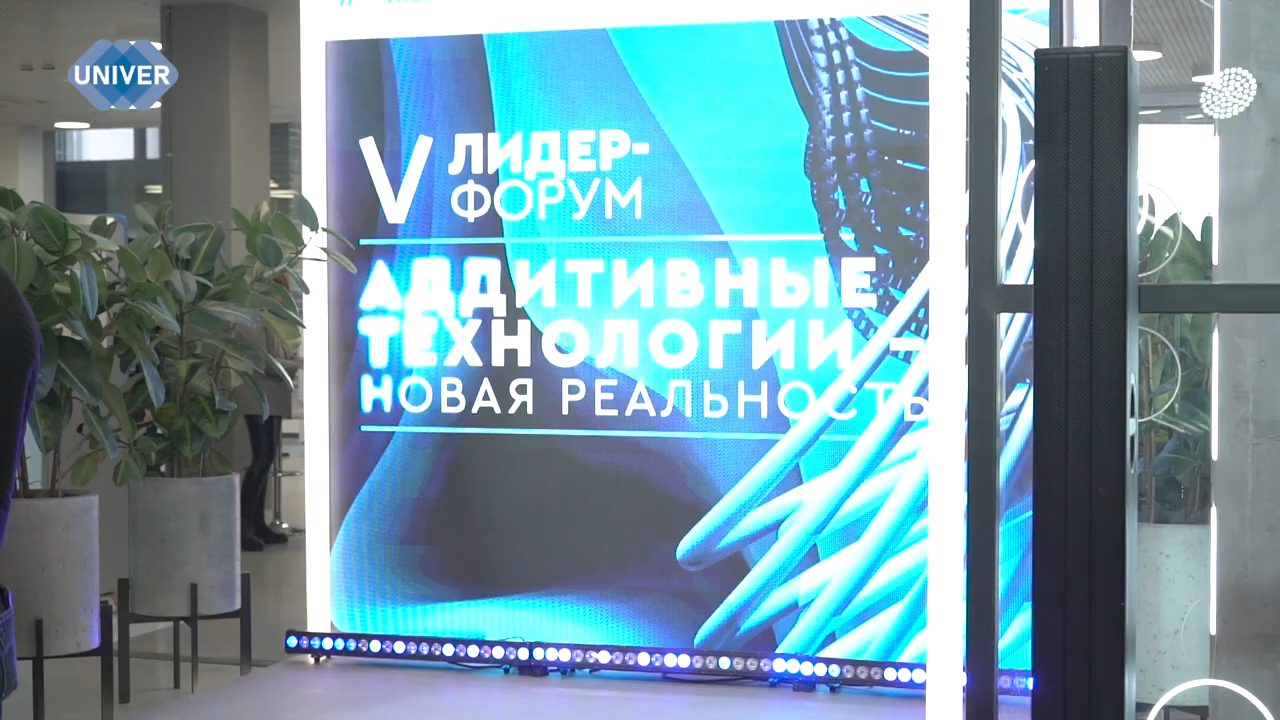 UNIVER
V ЛИДЕР-
ФОРУМ
АДДИТИВНЫЕ
ТЕХНОЛОГИИ –
НОВАЯ РЕАЛЬНОСТЬ